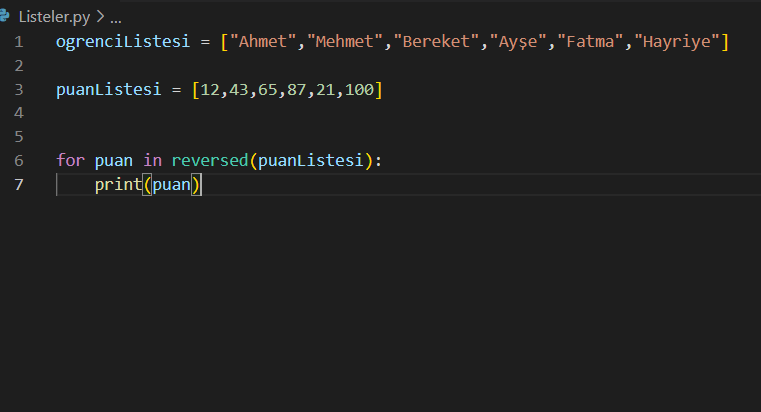 Listeler.py > ...
1 ogrenciListesi = ["Ahmet","Mehmet","Bereket","Ayşe","Fatma","Hayriye"]
2
3 puanListesi = [12,43,65,87,21,100]
4
5
6 for puan in reversed(puanListesi):
7     print(puan)